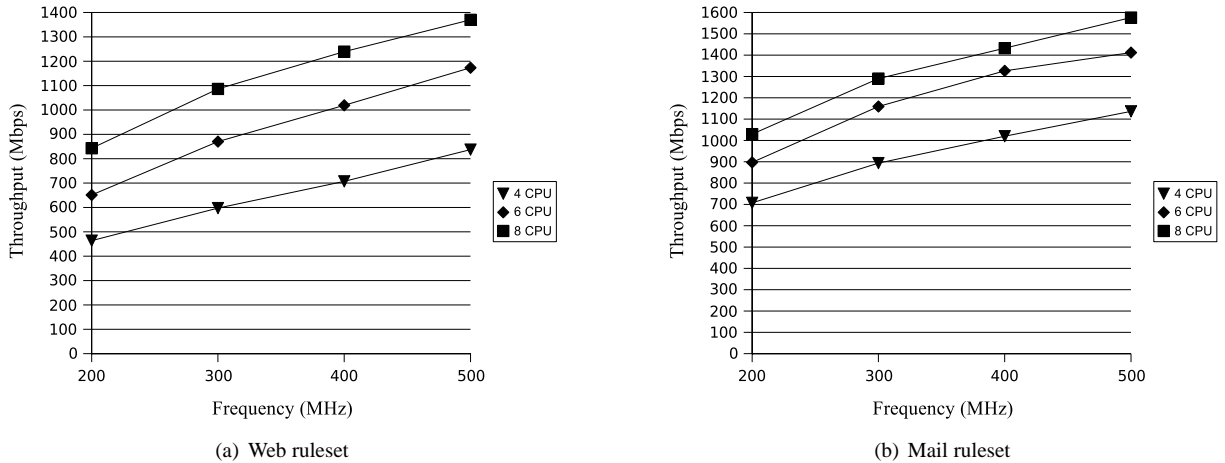 1400
1300
1200
1100
1000
900
800
700
600
500
400
300
200
100
0
Throughput (Mbps)
200 300 400 500
Frequency (MHz)
4 CPU
6 CPU
8 CPU
(a) Web ruleset
1600
1500
1400
1300
1200
1100
1000
900
800
700
600
500
400
300
200
100
0
Throughput (Mbps)
200 300 400 500
Frequency (MHz)
4 CPU
6 CPU
8 CPU
(b) Mail ruleset